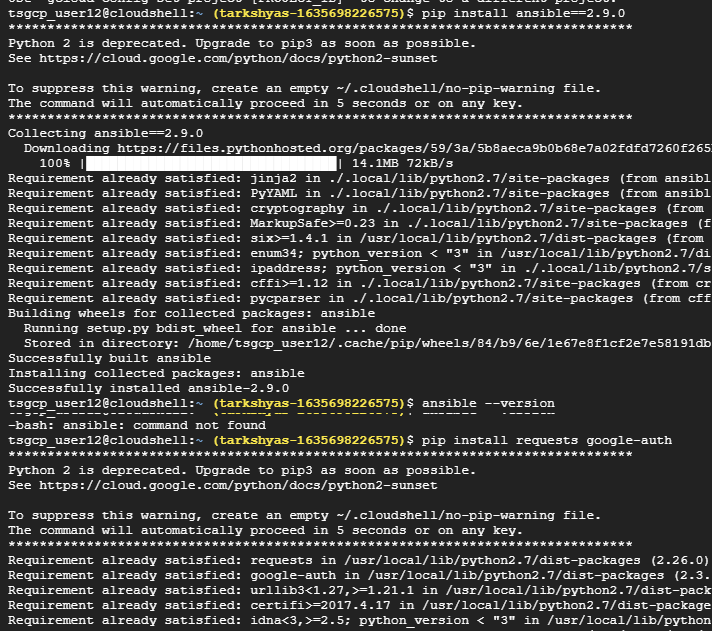 tsgcp_user12@cloudshell:~ (tarkshyas-1635698226575)$ pip install ansible==2.9.0
********************************************************************************
Python 2 is deprecated. Upgrade to pip3 as soon as possible.
See https://cloud.google.com/python/docs/python2-sunset
To suppress this warning, create an empty ~/.cloudshell/no-pip-warning file.
The command will automatically proceed in 5 seconds or on any key.
********************************************************************************
Collecting ansible==2.9.0
Downloading https://files.pythonhosted.org/packages/59/3a/5b8aeca9b0b68e7a02fdfd7260f265
100% |████████████████████████████████| 14.1MB 72kB/s
Requirement already satisfied: jinja2 in ./.local/lib/python2.7/site-packages (from ansibl
Requirement already satisfied: PyYAML in ./.local/lib/python2.7/site-packages (from ansibl
Requirement already satisfied: cryptography in ./.local/lib/python2.7/site-packages (from
Requirement already satisfied: MarkupSafe>=0.23 in ./.local/lib/python2.7/site-packages (f
Requirement already satisfied: six>=1.4.1 in /usr/local/lib/python2.7/dist-packages (from
Requirement already satisfied: enum34; python_version < "3" in /usr/local/lib/python2.7/di
Requirement already satisfied: ipaddress; python_version < "3" in ./.local/lib/python2.7/s
Requirement already satisfied: cffi>=1.12 in ./.local/lib/python2.7/site-packages (from cr
Requirement already satisfied: pycparser in ./.local/lib/python2.7/site-packages (from cff
Building wheels for collected packages: ansible
Running setup.py bdist_wheel for ansible ... done
Stored in directory: /home/tsgcp_user12/.cache/pip/wheels/84/b9/6e/1e67e8f1cf2e7e58191db
Successfully built ansible
Installing collected packages: ansible
Successfully installed ansible-2.9.0
tsgcp_user12@cloudshell:~ (tarkshyas-1635698226575)$ ansible --version
-bash: ansible: command not found
tsgcp_user12@cloudshell:~ (tarkshyas-1635698226575)$ pip install requests google-auth
********************************************************************************
Python 2 is deprecated. Upgrade to pip3 as soon as possible.
See https://cloud.google.com/python/docs/python2-sunset
To suppress this warning, create an empty ~/.cloudshell/no-pip-warning file.
The command will automatically proceed in 5 seconds or on any key.
********************************************************************************
Requirement already satisfied: requests in /usr/local/lib/python2.7/dist-packages (2.26.0)
Requirement already satisfied: google-auth in /usr/local/lib/python2.7/dist-packages (2.3.
Requirement already satisfied: urllib3<1.27,>=1.21.1 in /usr/local/lib/python2.7/dist-pack
Requirement already satisfied: certifi>=2017.4.17 in /usr/local/lib/python2.7/dist-package
Requirement already satisfied: idna<3,>=2.5; python_version < "3" in /usr/local/lib/python